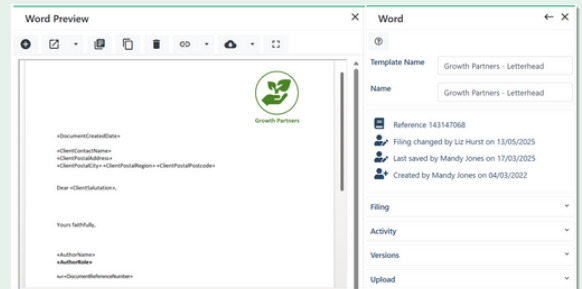 Word Preview
Growth Partners
«DocumentCreatedDate»
«ClientContactName»
«ClientPostalAddress»
«ClientPostalCity» «ClientPostalRegion» «ClientPostalPostcode»
Dear «ClientSalutation»,
Yours faithfully,
«AuthorName»
«AuthorRole»
«DocumentReferenceNumber»
Word
Template Name
Growth Partners - Letterhead
Name
Growth Partners - Letterhead
Reference 143147068
Filing changed by Liz Hurst on 13/05/2025
Last saved by Mandy Jones on 17/03/2025
Created by Mandy Jones on 04/03/2022
Filing
Activity
Versions
Upload